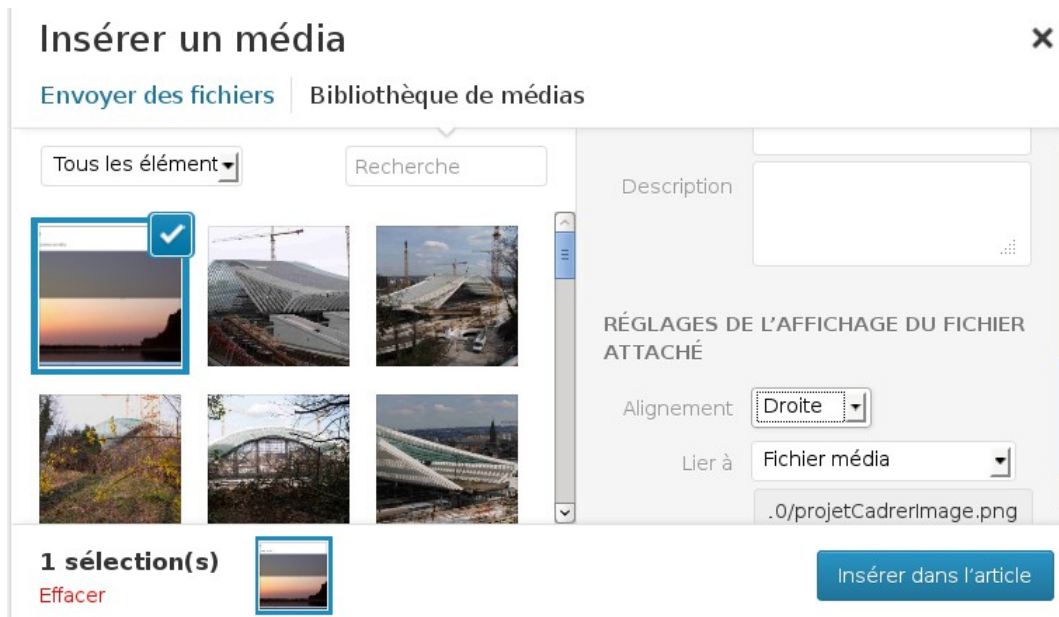 Insérer un média
Envoyer des fichiers
Bibliothèque de médias
Tous les élément
Recherche
Description
RÉGLAGES DE L’AFFICHAGE DU FICHIER
ATTACHÉ
Alignement Droite
Lier à Fichier média
.0/projetCadrerImage.png
1 sélection(s)
Effacer
Insérer dans l’article